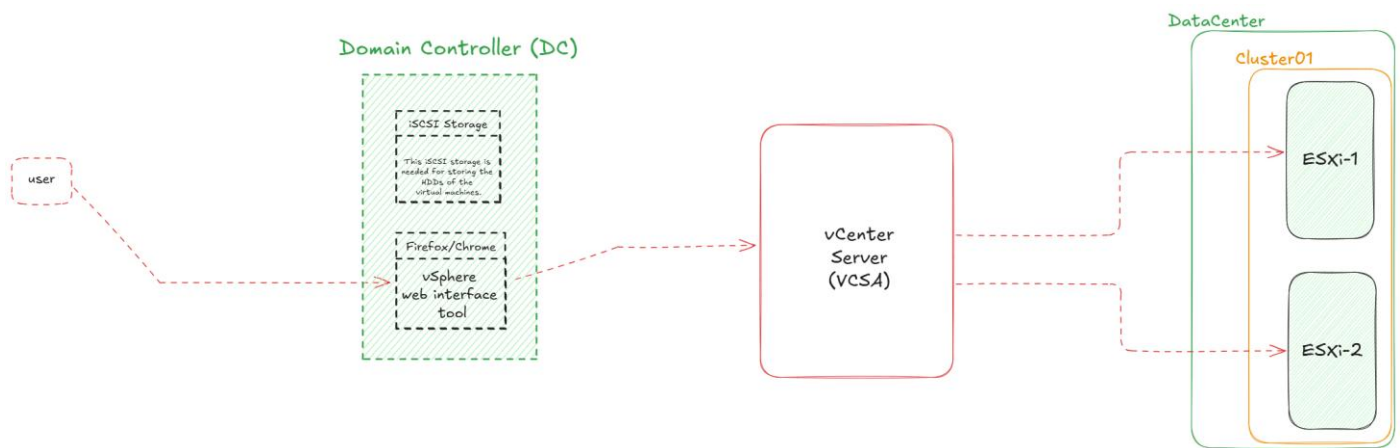 DataCenter
Domain Controller (DC)
Cluster01
iSCSI Storage
This iSCSI storage is
needed for storing the
HDDs of the
virtual machines.
ESXi-1
user
Firefox/Chrome
vSphere
web interface
tool
vCenter
Server
(VCSA)
ESXi-2